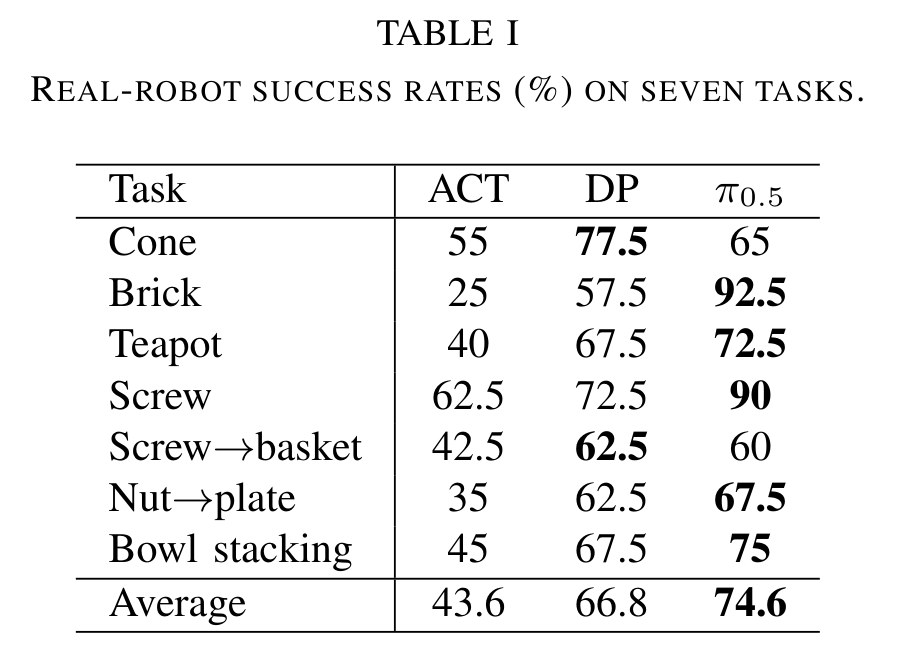 TABLE I
REAL-ROBOT SUCCESS RATES (%) ON SEVEN TASKS.
Task ACT DP π0.5
Cone 55 77.5 65
Brick 25 57.5 92.5
Teapot 40 67.5 72.5
Screw 62.5 72.5 90
Screw→basket 42.5 62.5 60
Nut→plate 35 62.5 67.5
Bowl stacking 45 67.5 75
Average 43.6 66.8 74.6